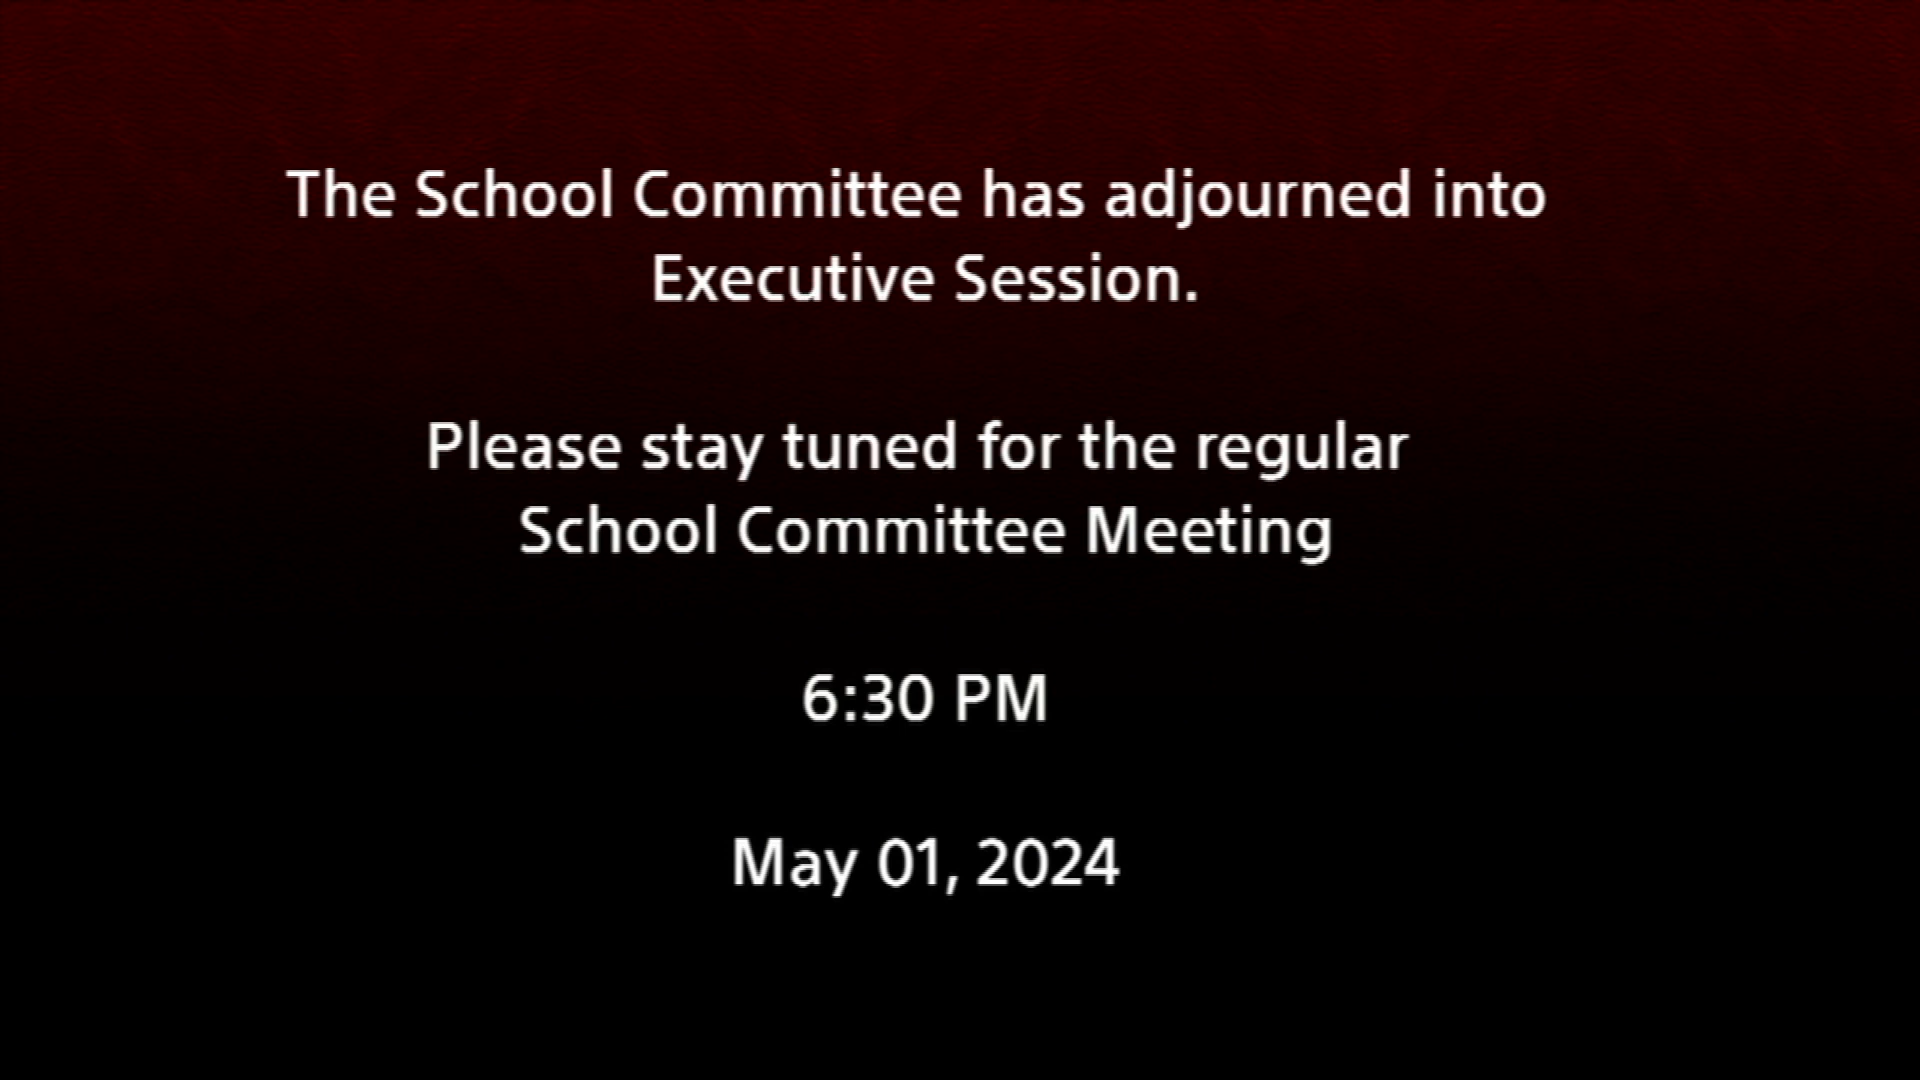 The School Committee has adjourned into
Executive Session.
Please stay tuned for the regular
School Committee Meeting
6:30 PM
May 01, 2024